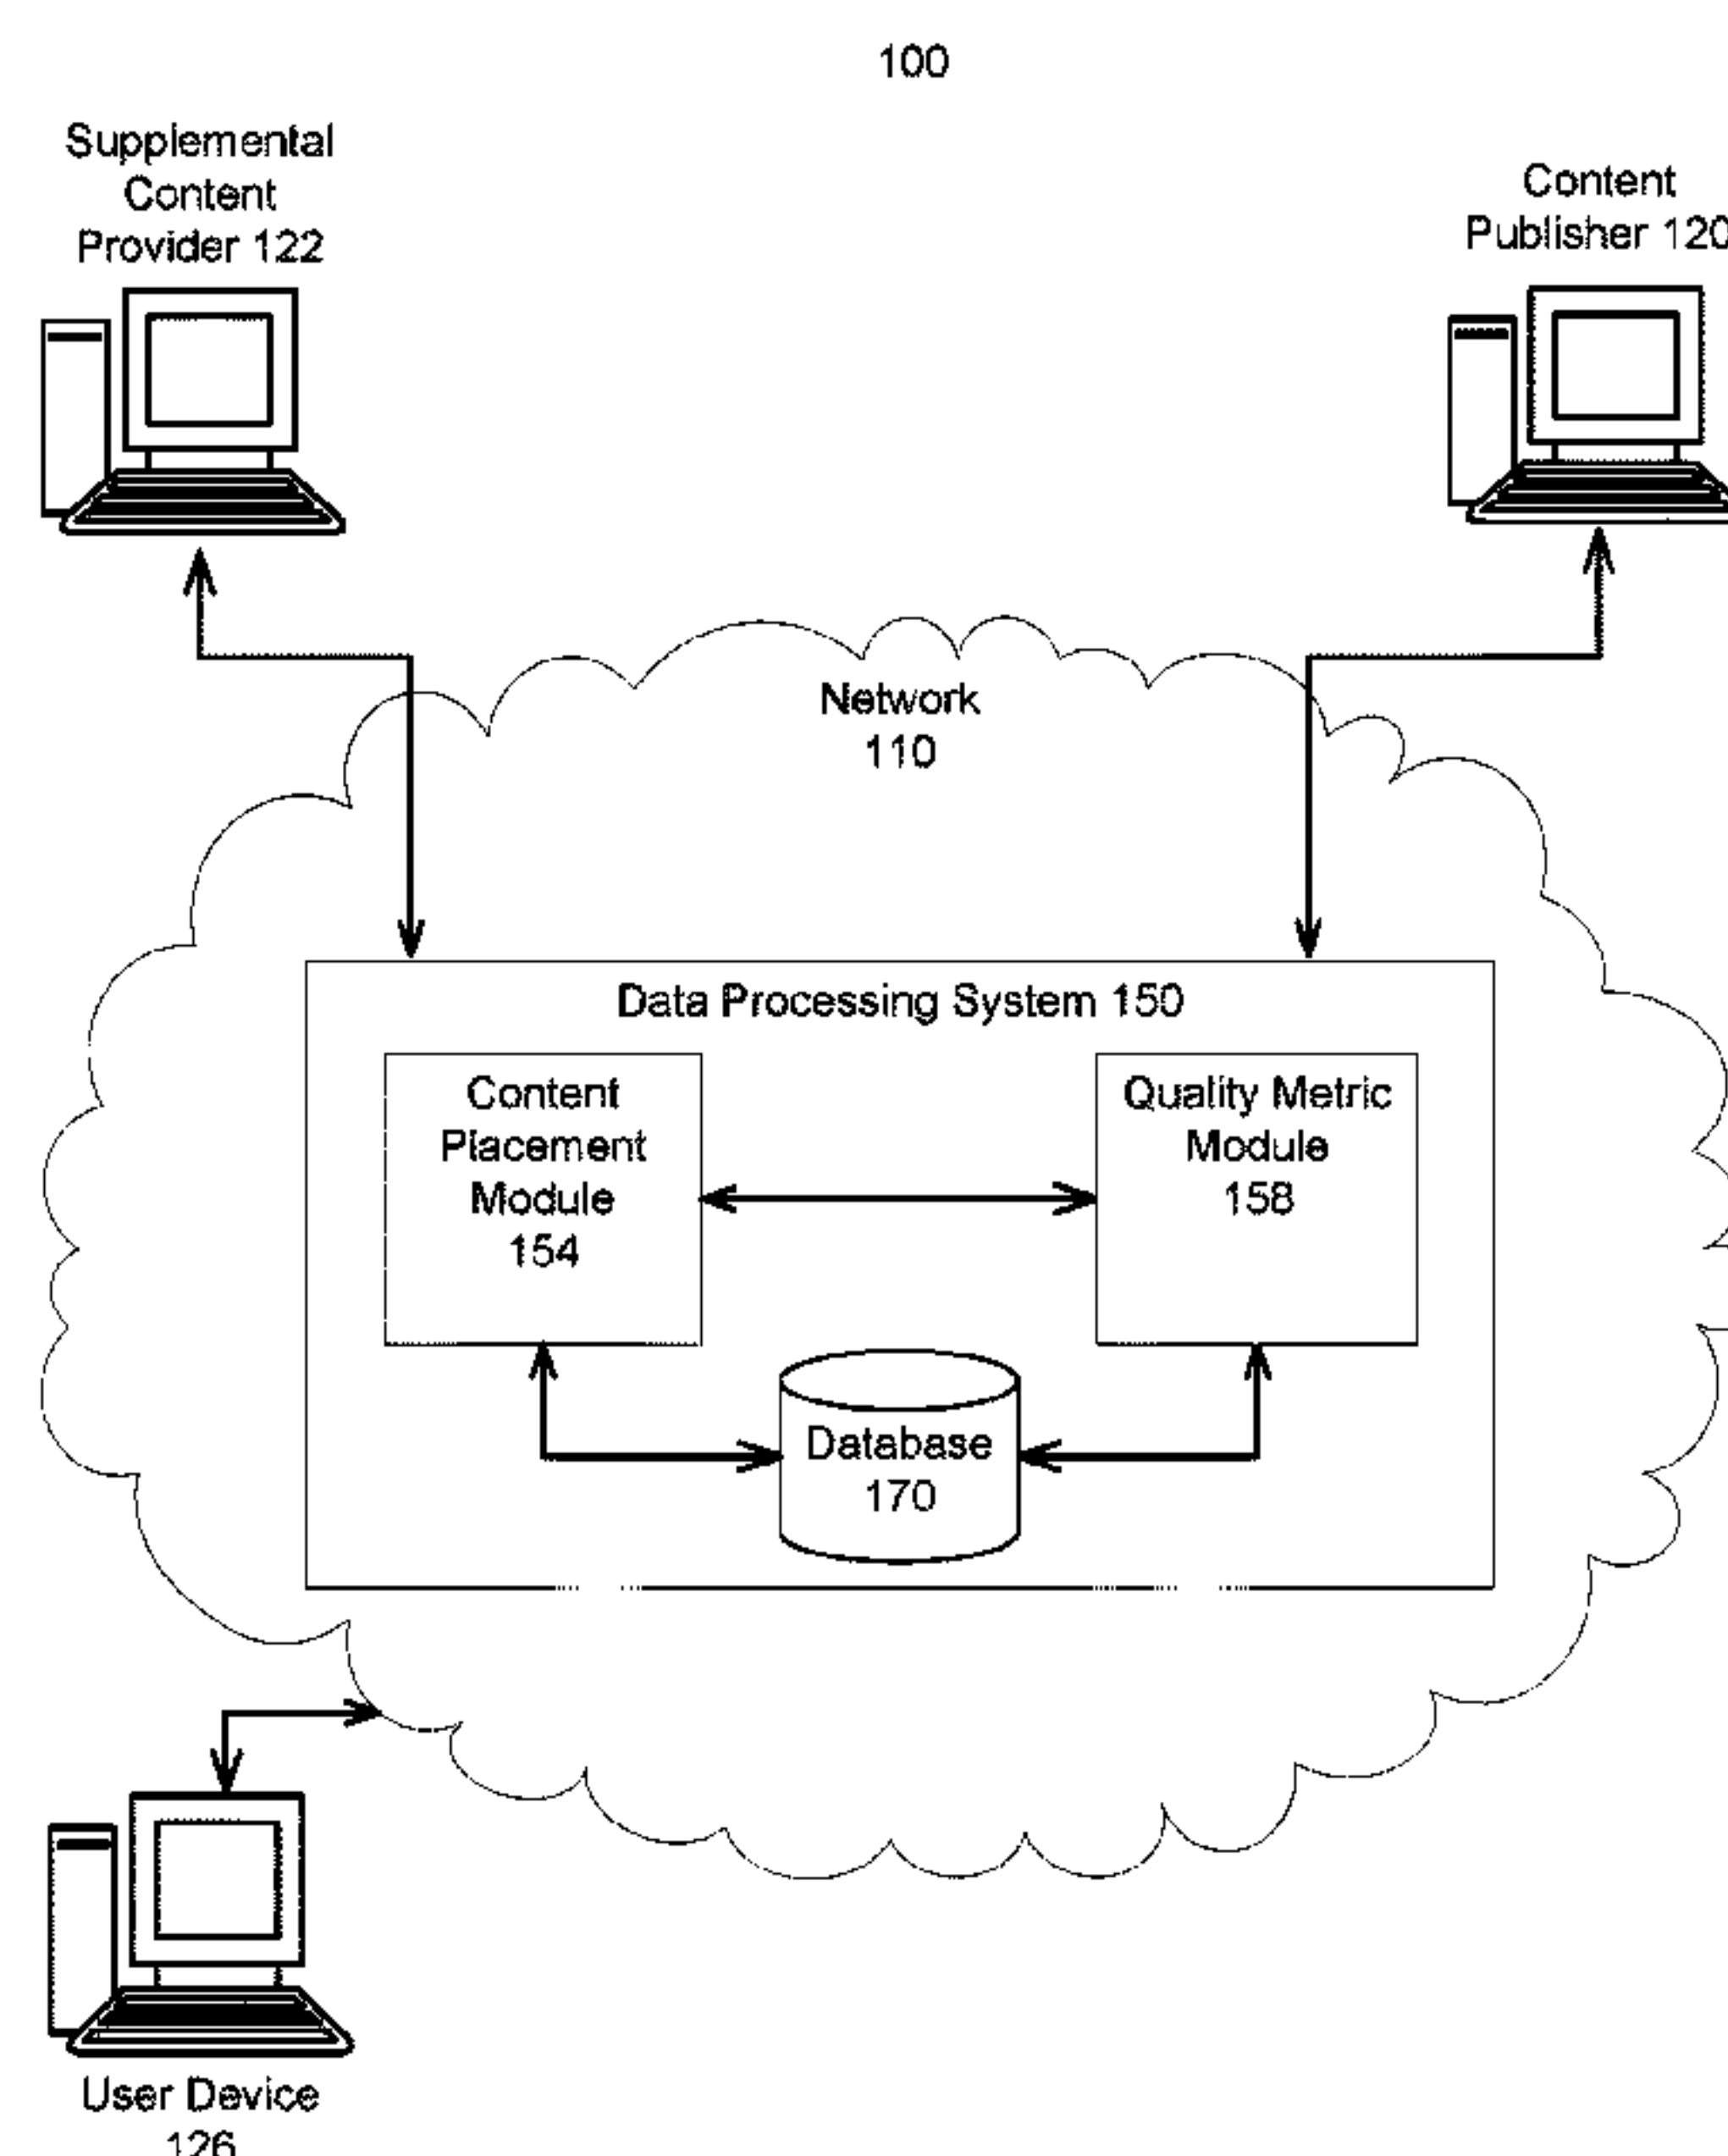 100
Supplemental
Content
Provider 122
Content
Publisher 120
Network
110
Data Processing System 150
Content
Placement
Module
154
Quality Metric
Module
158
Database
170
User Device
126